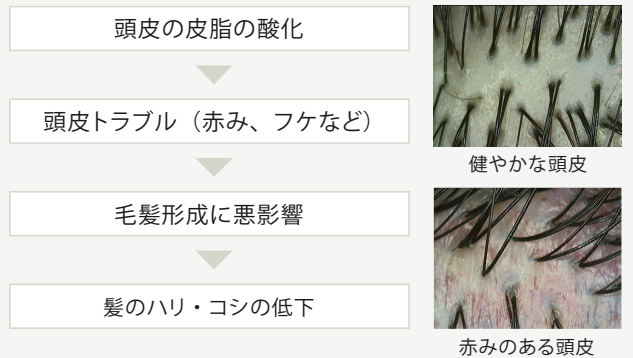 頭皮の皮脂の酸化
頭皮トラブル（赤み、フケなど）
毛髪形成に悪影響
髪のハリ・コシの低下
健やかな頭皮
赤みのある頭皮